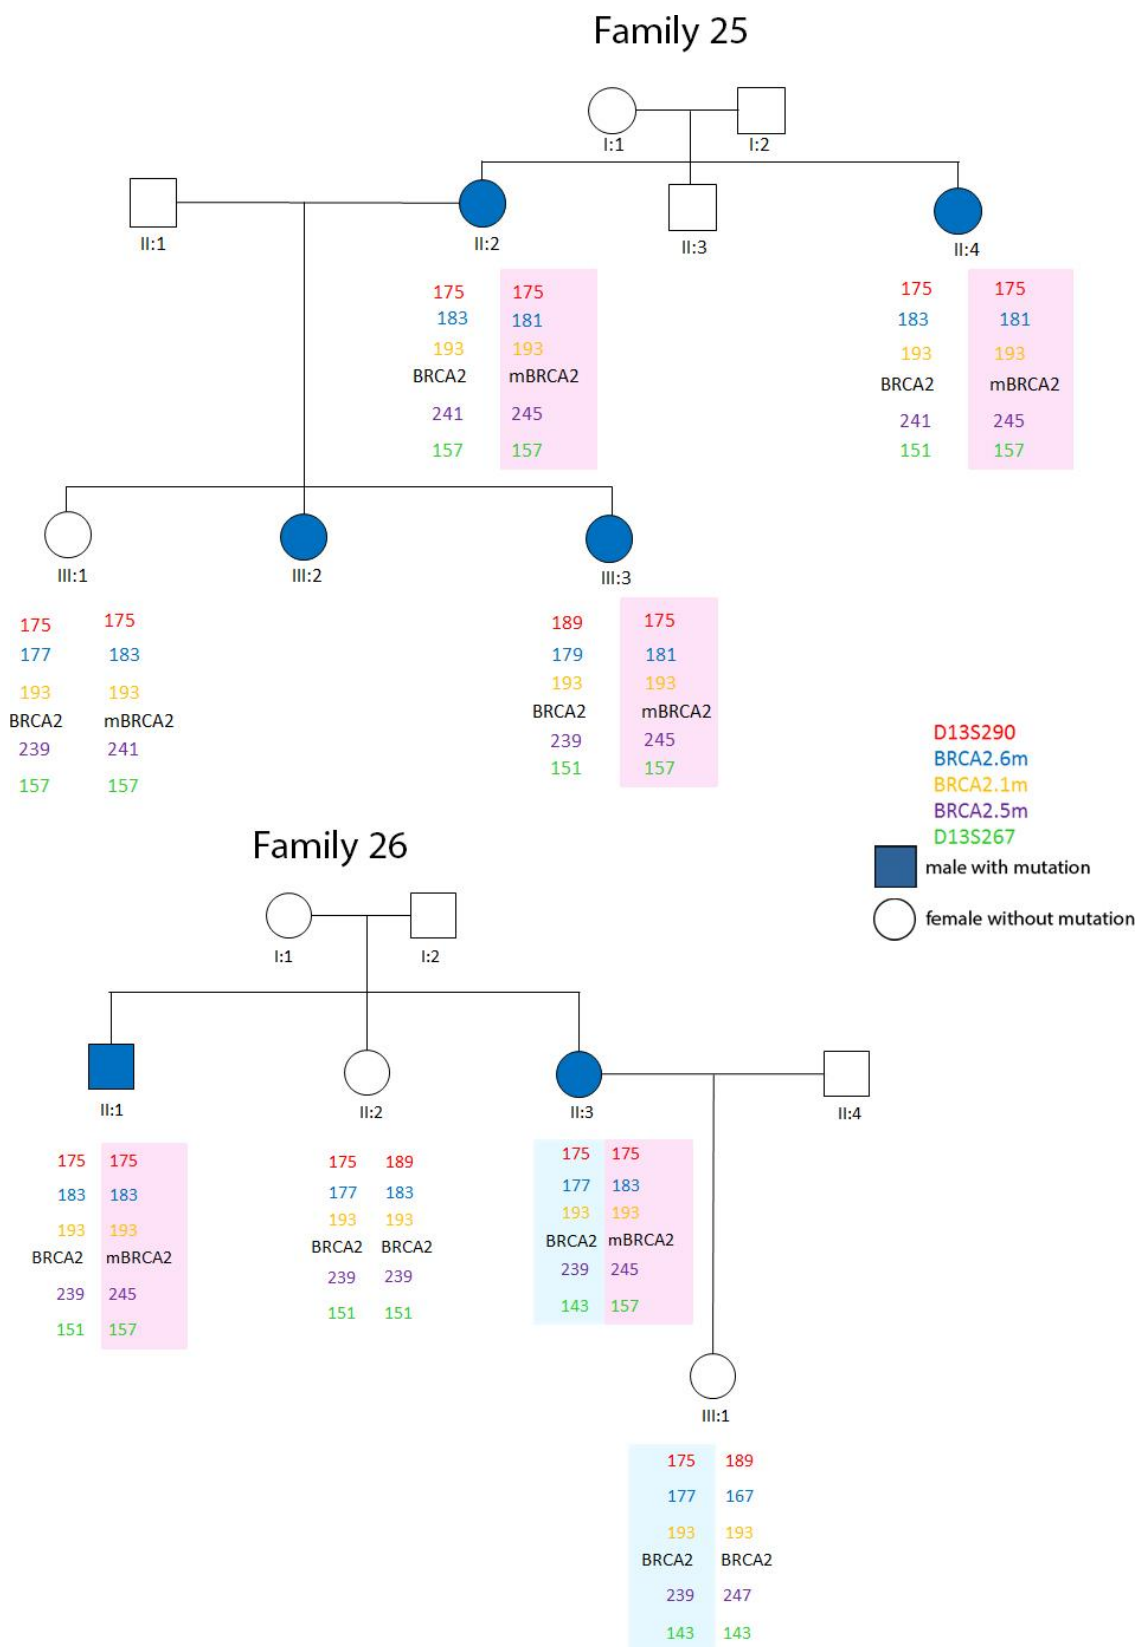 Family 25
I:1
I:2
II:1
II:2
II:3
II:4
175 175
183 181
193 193
BRCA2 mBRCA2
241 245
157 157
175 175
183 181
193 193
BRCA2 mBRCA2
241 245
151 157
III:1
III:2
III:3
175 175
177 183
193 193
BRCA2 mBRCA2
239 241
157 157
189 175
179 181
193 193
BRCA2 mBRCA2
239 245
151 157
D13S290
BRCA2.6m
BRCA2.1m
BRCA2.5m
D13S267
male with mutation
female without mutation
Family 26
I:1
I:2
II:1
II:2
II:3
II:4
175 175
183 183
193 193
BRCA2 mBRCA2
239 245
151 157
175 189
177 183
193 193
BRCA2 BRCA2
239 239
151 151
175 175
177 183
193 193
BRCA2 mBRCA2
239 245
143 157
III:1
175 189
177 167
193 193
BRCA2 BRCA2
239 247
143 143